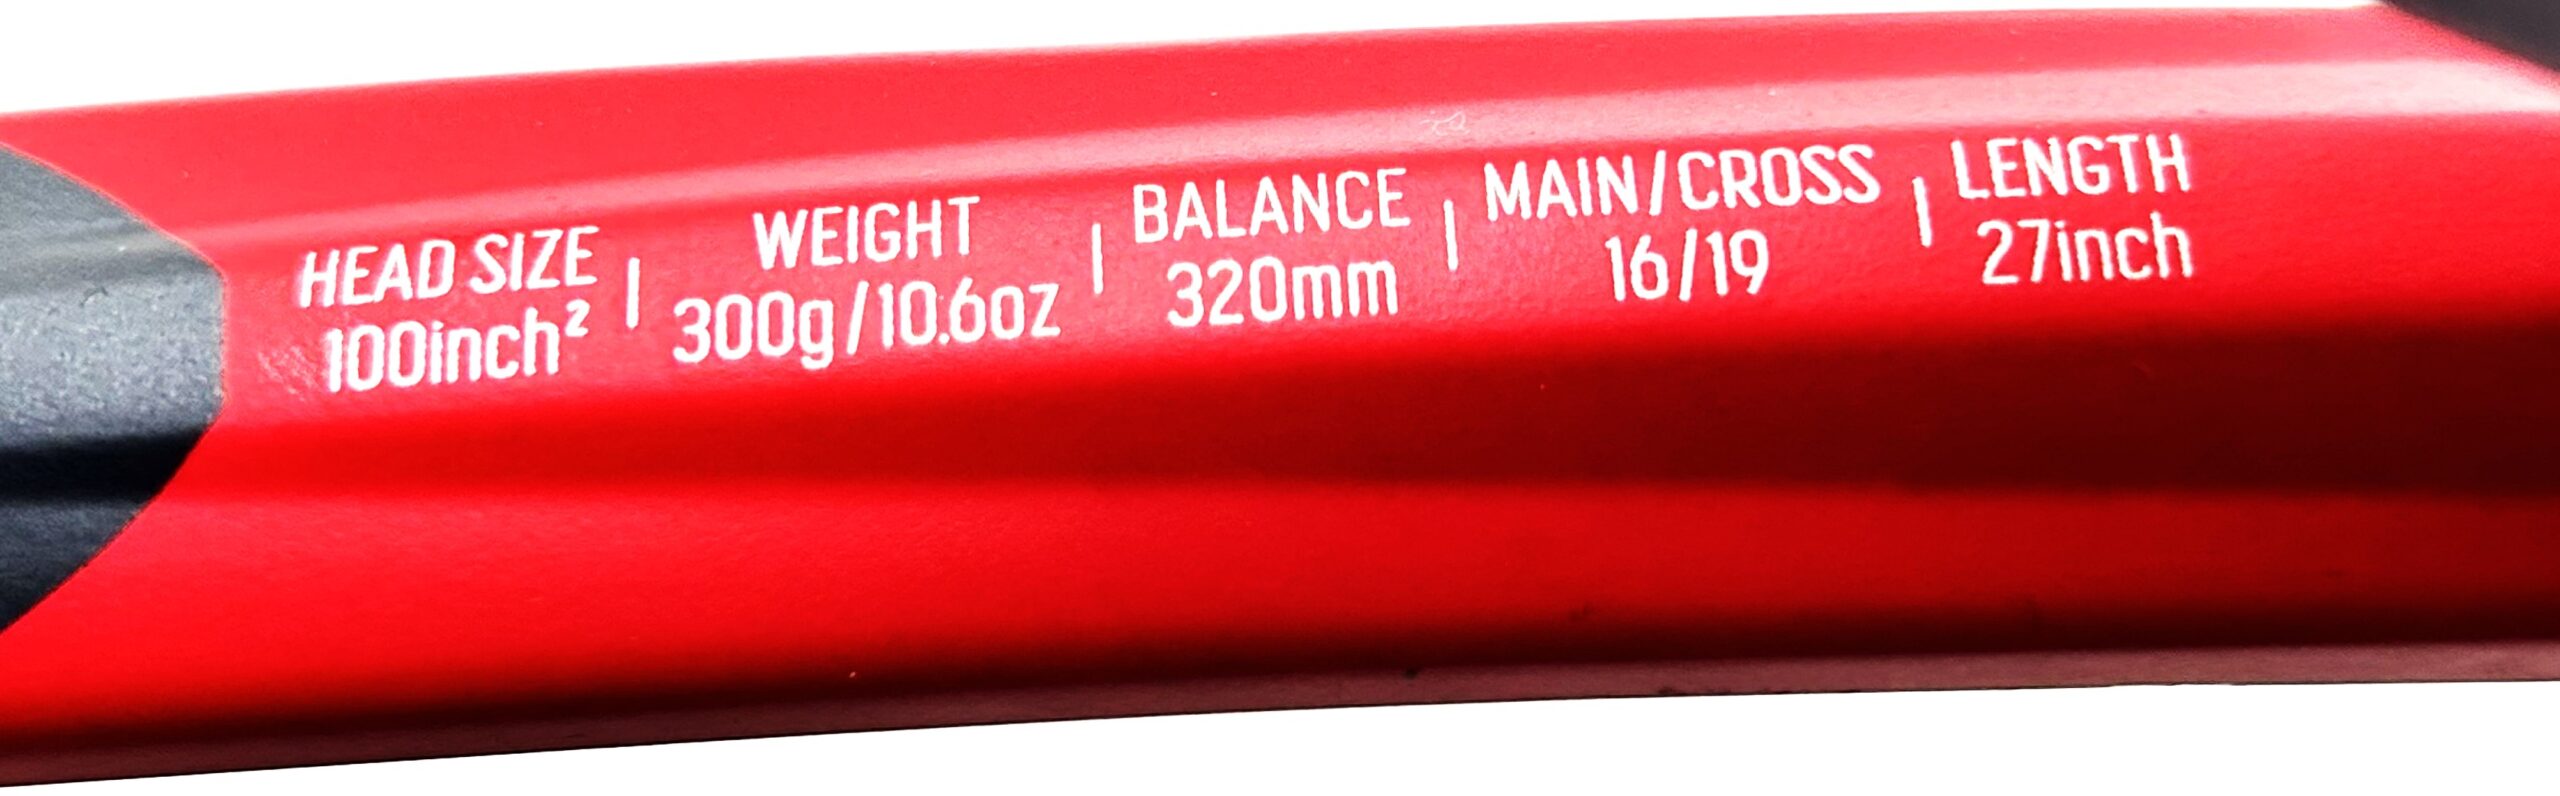 HEAD SIZE | WEIGHT | BALANCE | MAIN/CROSS | LENGTH
100inch² | 300g/10.6oz | 320mm | 16/19 | 27inch